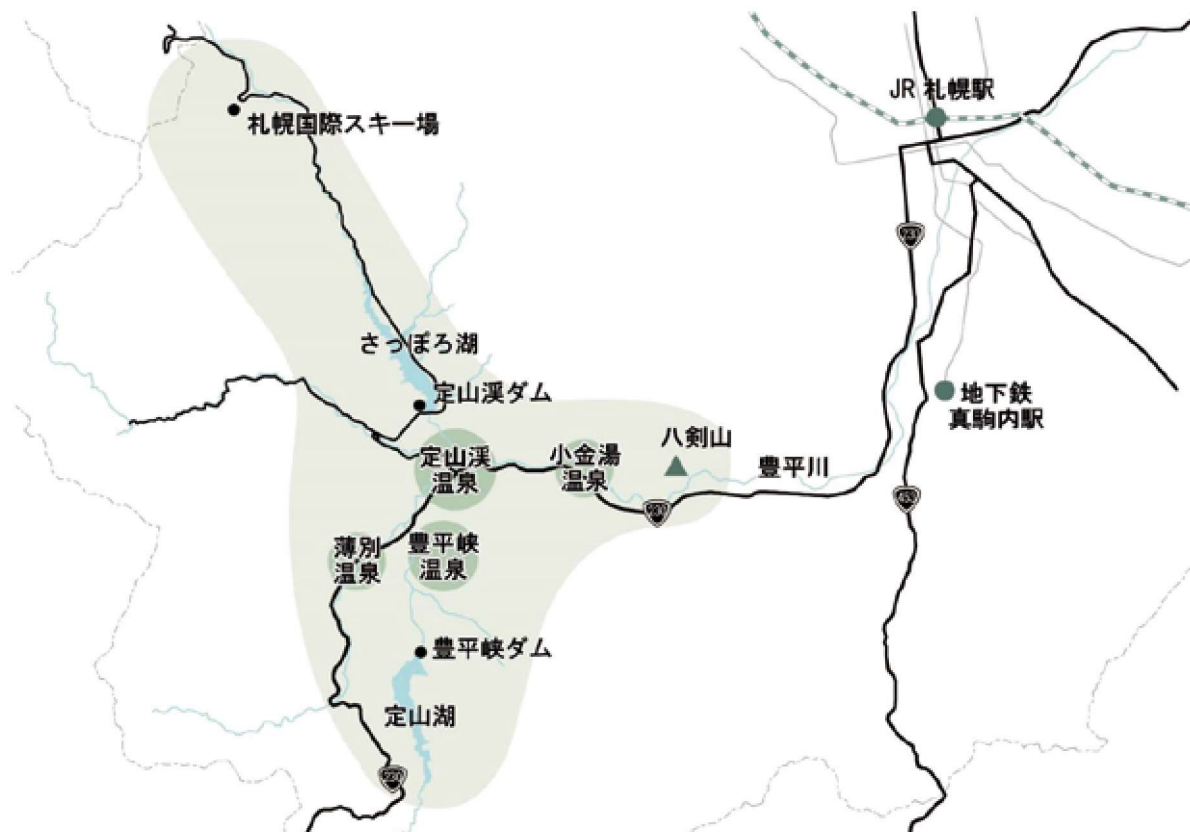 JR 札幌駅
札幌国際スキー場
さっぽろ湖
定山渓ダム
地下鉄
真駒内駅
八剣山
定山渓
温泉
小金湯
温泉
豊平川
230
薄別
温泉
豊平峡
温泉
豊平峡ダム
定山湖
230